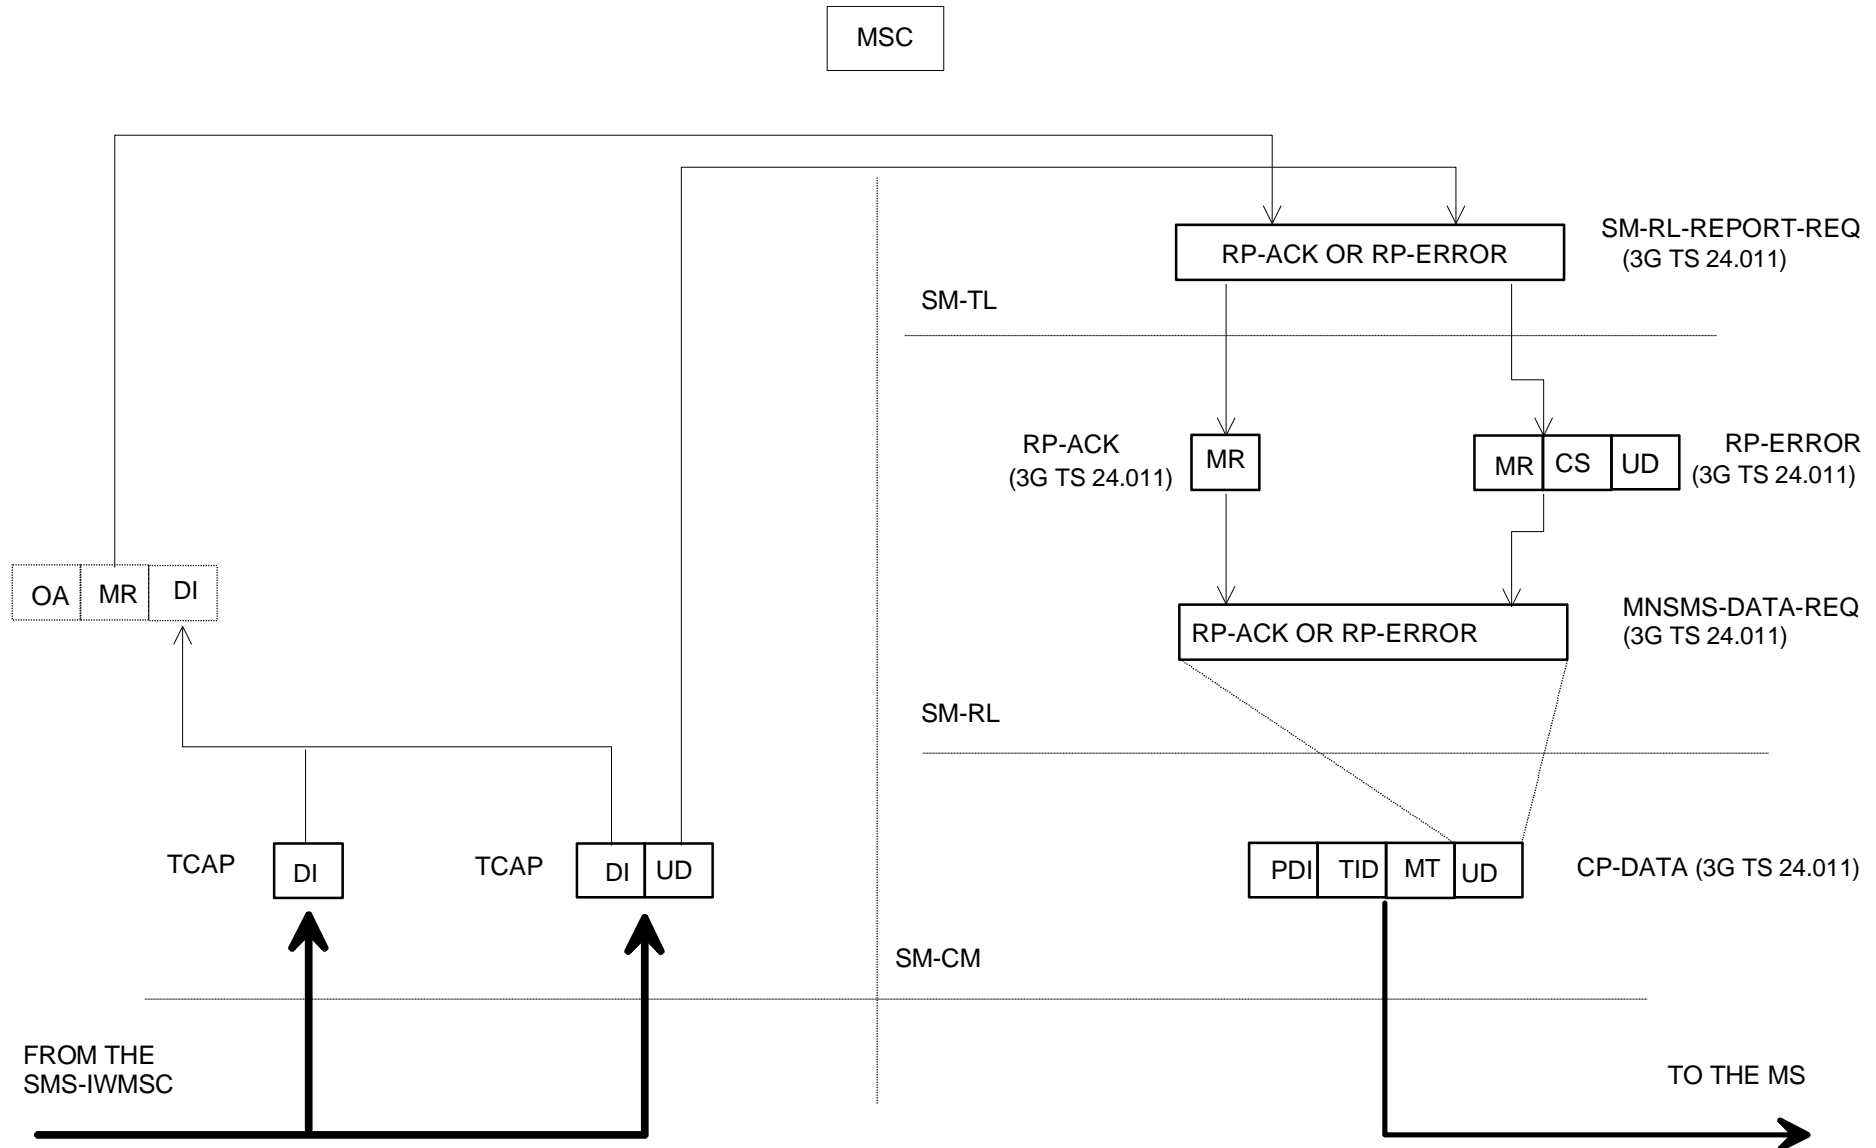 MSC
SM-RL-REPORT-REQ
(3G TS 24.011)
RP-ACK OR RP-ERROR
SM-TL
RP-ACK
(3G TS 24.011)
MR
MR CS UD
RP-ERROR
(3G TS 24.011)
OA MR DI
RP-ACK OR RP-ERROR
MNSMS-DATA-REQ
(3G TS 24.011)
SM-RL
TCAP DI
TCAP DI UD
PDI TID MT UD
CP-DATA (3G TS 24.011)
SM-CM
FROM THE
SMS-IWMSC
TO THE MS